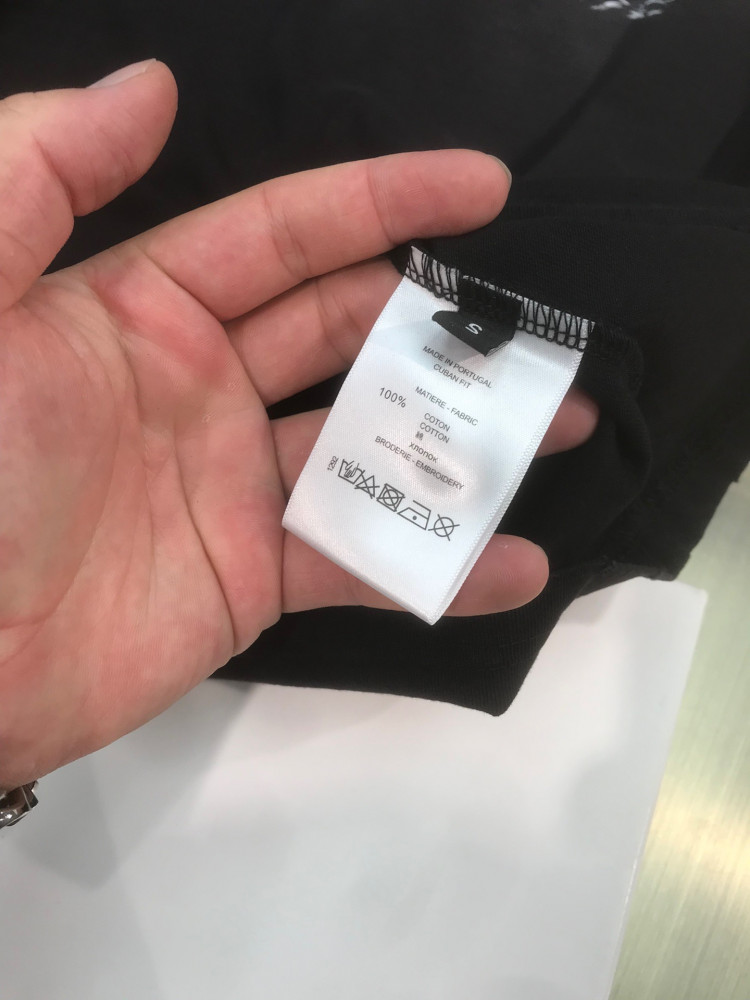 S
MADE IN PORTUGAL
CUBAN FIT
MATIERE - FABRIC
100%
COTON
COTTON
棉
хлопок
BRODERIE - EMBROIDERY